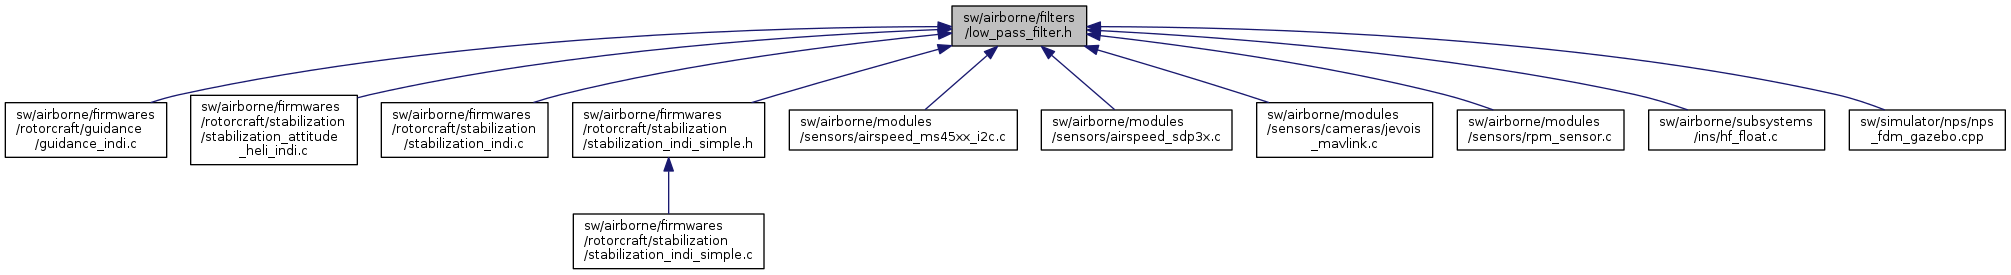 sw/airborne/filters
/low_pass_filter.h
sw/airborne/firmwares
/rotorcraft/guidance
/guidance_indi.c
sw/airborne/firmwares
/rotorcraft/stabilization
/stabilization_attitude
_heli_indi.c
sw/airborne/firmwares
/rotorcraft/stabilization
/stabilization_indi.c
sw/airborne/firmwares
/rotorcraft/stabilization
/stabilization_indi_simple.h
sw/airborne/modules
/sensors/airspeed_ms45xx_i2c.c
sw/airborne/modules
/sensors/airspeed_sdp3x.c
sw/airborne/modules
/sensors/cameras/jevois
_mavlink.c
sw/airborne/modules
/sensors/rpm_sensor.c
sw/airborne/subsystems
/ins/hf_float.c
sw/simulator/nps/nps
_fdm_gazebo.cpp
sw/airborne/firmwares
/rotorcraft/stabilization
/stabilization_indi_simple.c